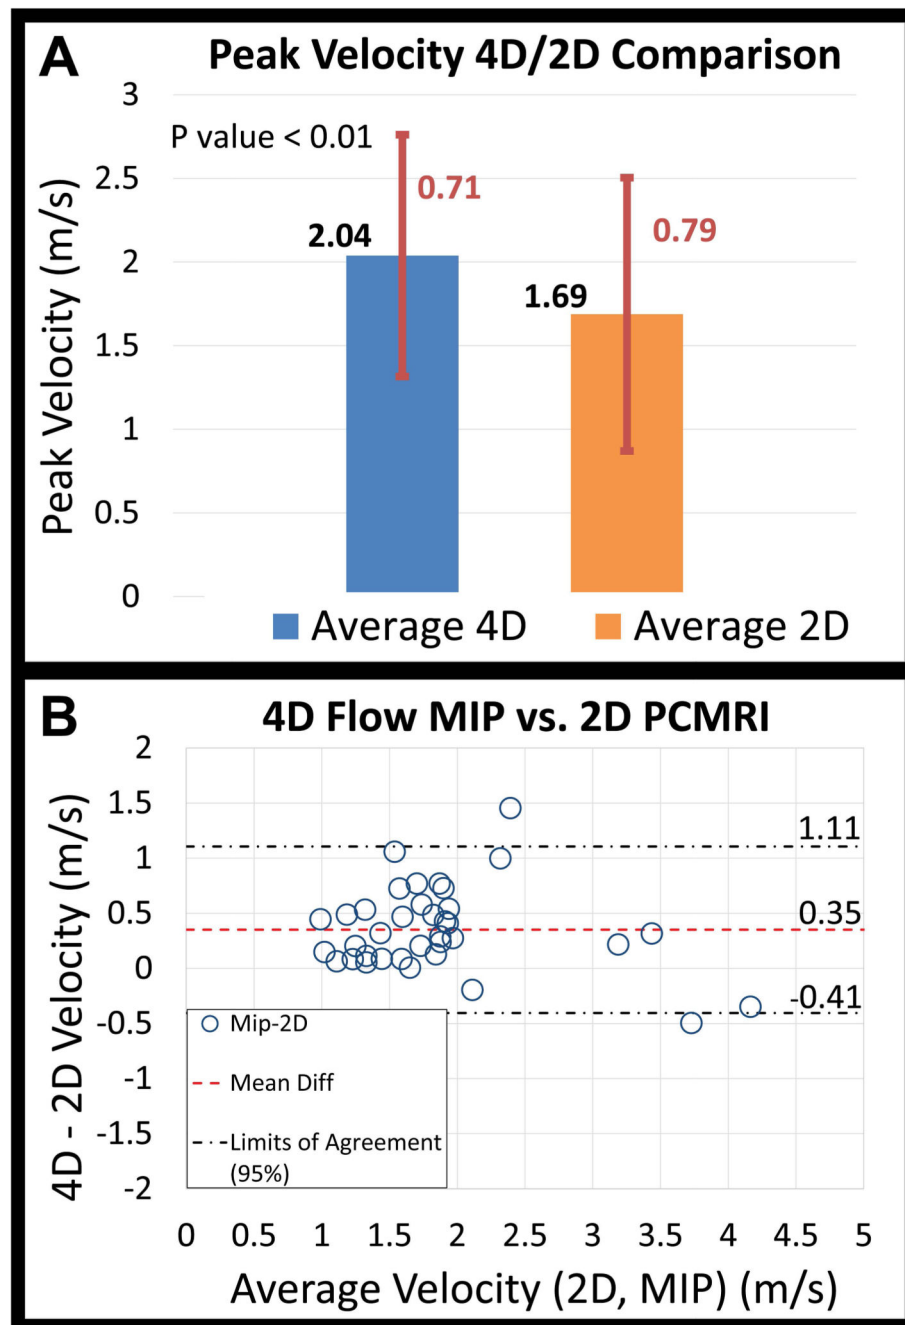 A
Peak Velocity 4D/2D Comparison
Peak Velocity (m/s)
3
2.5
2
1.5
1
0.5
0
P value < 0.01
0.71
2.04
0.79
1.69
Average 4D
Average 2D
B
4D Flow MIP vs. 2D PCMRI
4D - 2D Velocity (m/s)
2
1.5
1
0.5
0
-0.5
-1
-1.5
-2
1.11
0.35
-0.41
Mip-2D
Mean Diff
Limits of Agreement
(95%)
0 0.5 1 1.5 2 2.5 3 3.5 4 4.5 5
Average Velocity (2D, MIP) (m/s)